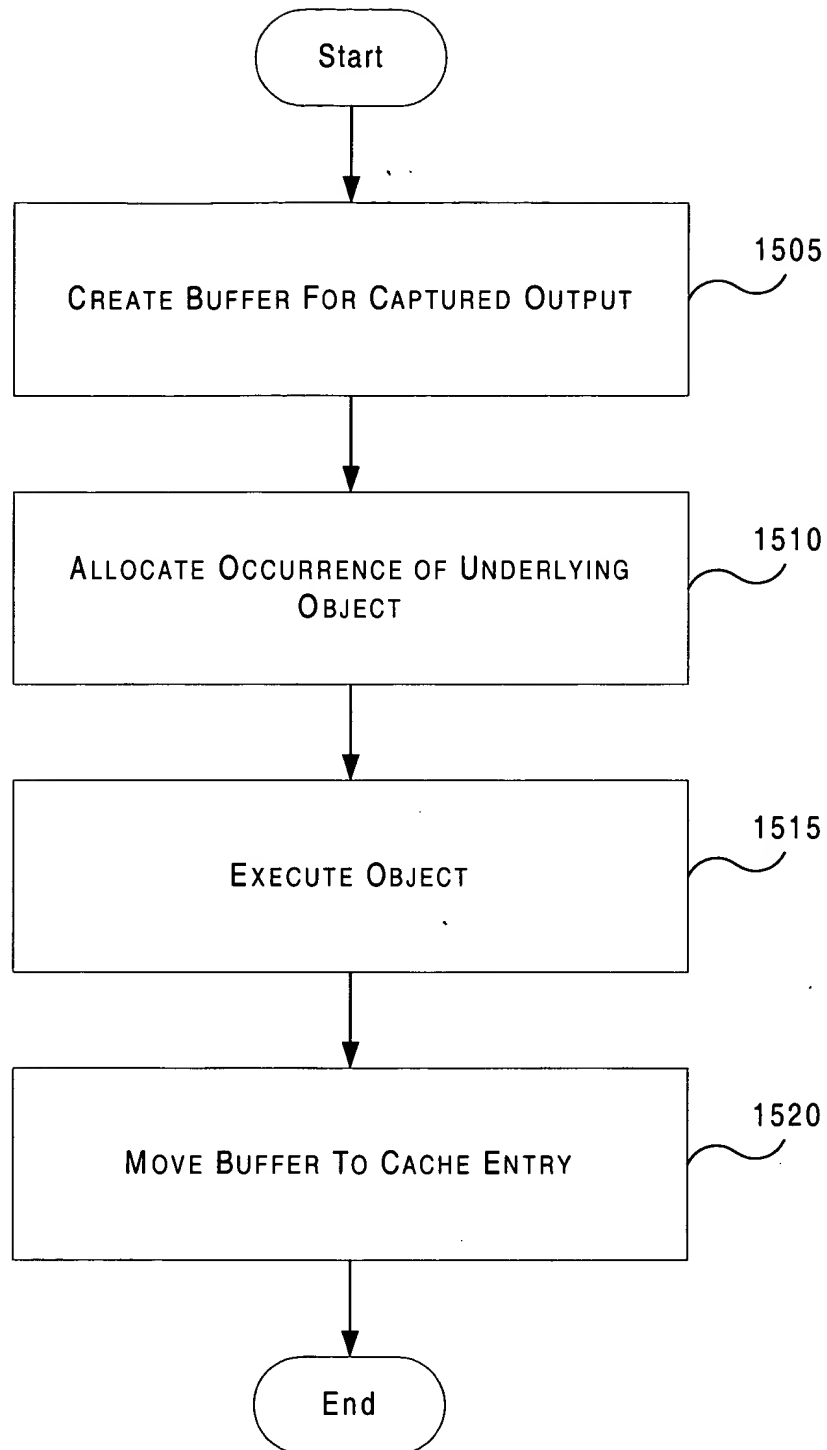 Start
1505
CREATE BUFFER FOR CAPTURED OUTPUT
1510
ALLOCATE OCCURRENCE OF UNDERLYING
OBJECT
1515
EXECUTE OBJECT
1520
MOVE BUFFER TO CACHE ENTRY
End